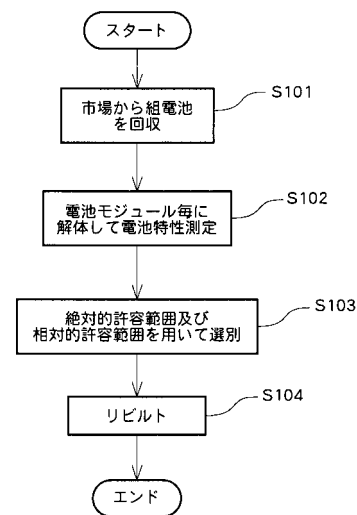 スタート
市場から組電池
を回収
S101
電池モジュール毎に
解体して電池特性測定
S102
絶対的許容範囲及び
相対的許容範囲を用いて選別
S103
リビルト
S104
エンド